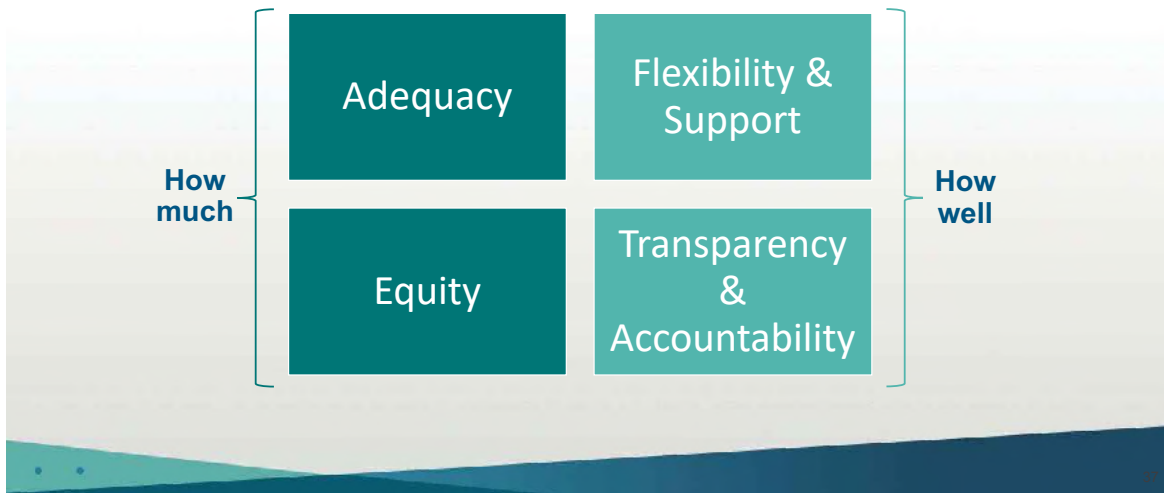 How
much
Adequacy
Flexibility &
Support
Equity
Transparency
&
Accountability
How
well